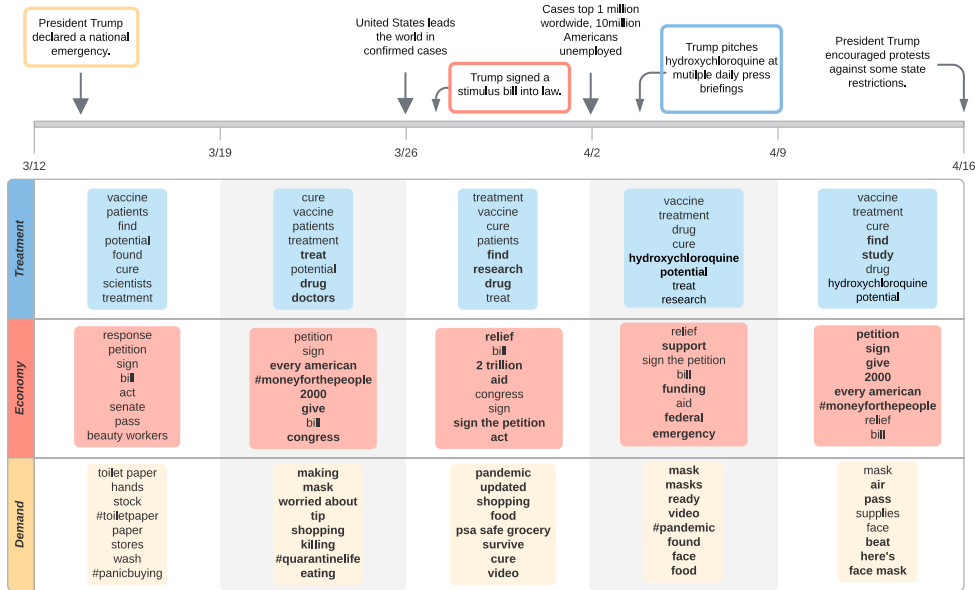 President Trump
declared a national
emergency.
United States leads
the world in
confirmed cases
Trump signed a
stimulus bill into law.
Cases top 1 million
wordwide, 10million
Americans
unemployed
Trump pitches
hydroxychloroquine at
mutilple daily press
briefings
President Trump
encouraged protests
against some state
restrictions.
3/12
3/19
3/26
4/2
4/9
4/16
Treatment
vaccine
patients
find
potential
found
cure
scientists
treatment
cure
vaccine
patients
treatment
treat
potential
drug
doctors
treatment
vaccine
cure
patients
find
research
drug
treat
vaccine
treatment
drug
cure
hydroxychloroquine
potential
treat
research
vaccine
treatment
cure
find
study
drug
hydroxychloroquine
potential
Economy
response
petition
sign
bill
act
senate
pass
beauty workers
petition
sign
every american
#moneyforthepeople
2000
give
bill
congress
relief
bill
2 trillion
aid
congress
sign
sign the petition
act
relief
support
sign the petition
bill
funding
aid
federal
emergency
petition
sign
give
2000
every american
#moneyforthepeople
relief
bill
Demand
toilet paper
hands
stock
#toiletpaper
paper
stores
wash
#panicbuying
making
mask
worried about
tip
shopping
killing
#quarantinelife
eating
pandemic
updated
shopping
food
psa safe grocery
survive
cure
video
mask
masks
ready
video
#pandemic
found
face
food
mask
air
pass
supplies
face
beat
here's
face mask